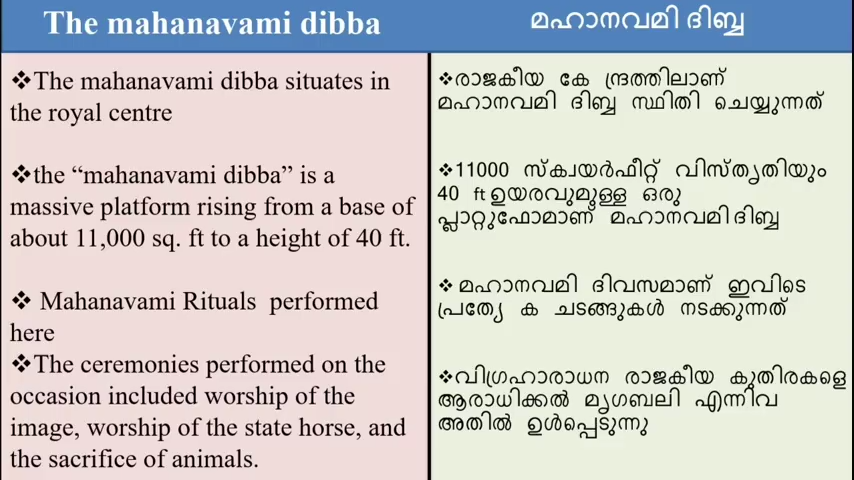 The mahanavami dibba
മഹാനവമി ദിബ്ബ
❖The mahanavami dibba situates in
the royal centre
❖the “mahanavami dibba” is a
massive platform rising from a base of
about 11,000 sq. ft to a height of 40 ft.
❖ Mahanavami Rituals performed
here
❖The ceremonies performed on the
occasion included worship of the
image, worship of the state horse, and
the sacrifice of animals.
❖രാജകീയ കേ ന്ദ്രത്തിലാണ്
മഹാനവമി ദിബ്ബ സ്ഥിതി ചെയ്യുന്നത്
❖11000 സ്ക്വയർഫീറ്റ് വിസ്തൃതിയും
40 ft ഉയരവുമുള്ള ഒരു
പ്ലാറ്റുഫോമാണ് മഹാനവമി ദിബ്ബ
❖ മഹാനവമി ദിവസമാണ് ഇവിടെ
പ്രത്യേ ക ചടങ്ങുകൾ നടക്കുന്നത്
❖വിഗ്രഹാരാധന രാജകീയ കുതിരകളെ
ആരാധിക്കൽ മൃഗബലി എന്നിവ
അതിൽ ഉൾപ്പെടുന്നു